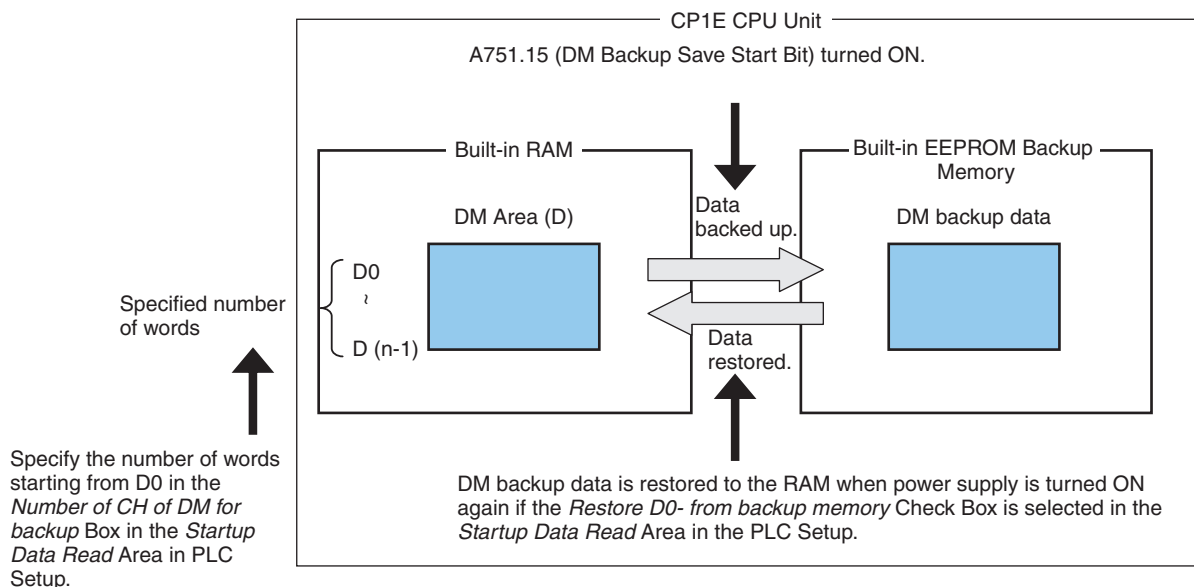 CP1E CPU Unit
A751.15 (DM Backup Save Start Bit) turned ON.
Built-in RAM
Built-in EEPROM Backup
Memory
DM Area (D)
Data
backed up.
DM backup data
Specified number
of words
D0
~
D (n-1)
Data
restored.
Specify the number of words
starting from D0 in the
Number of CH of DM for
backup Box in the Startup
Data Read Area in PLC
Setup.
DM backup data is restored to the RAM when power supply is turned ON
again if the Restore D0- from backup memory Check Box is selected in the
Startup Data Read Area in the PLC Setup.